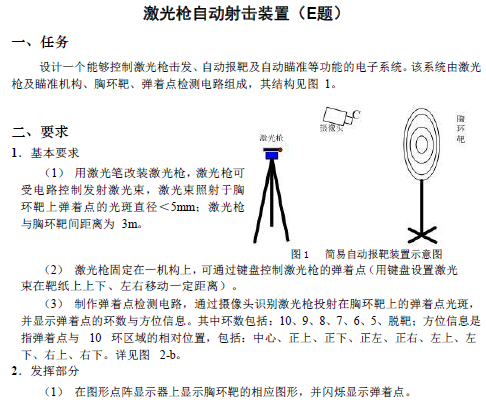 激光枪自动射击装置（E题）
一、任务
设计一个能够控制激光枪击发、自动报靶及自动瞄准等功能的电子系统。该系统由激光
枪及瞄准机构、胸环靶、弹着点检测电路组成，其结构见图 1。
二、要求
1．基本要求
（1） 用激光笔改装激光枪，激光枪可
受电路控制发射激光束，激光束照射于胸
环靶上弹着点的光斑直径＜5mm；激光枪
与胸环靶间距离为 3m。
激光枪
摄像头
C
胸环靶
图 1 简易自动报靶装置示意图
（2） 激光枪固定在一机构上，可通过键盘控制激光枪的弹着点（用键盘设置激光
束在靶纸上上下、左右移动一定距离）。
（3） 制作弹着点检测电路，通过摄像头识别激光枪投射在胸环靶上的弹着点光斑，
并显示弹着点的环数与方位信息。其中环数包括：10、9、8、7、6、5、脱靶；方位信息是
指弹着点与 10 环区域的相对位置，包括：中心、正上、正下、正左、正右、左上、左
下、右上、右下。详见图 2-b。
2．发挥部分
（1） 在图形点阵显示器上显示胸环靶的相应图形，并闪烁显示弹着点。